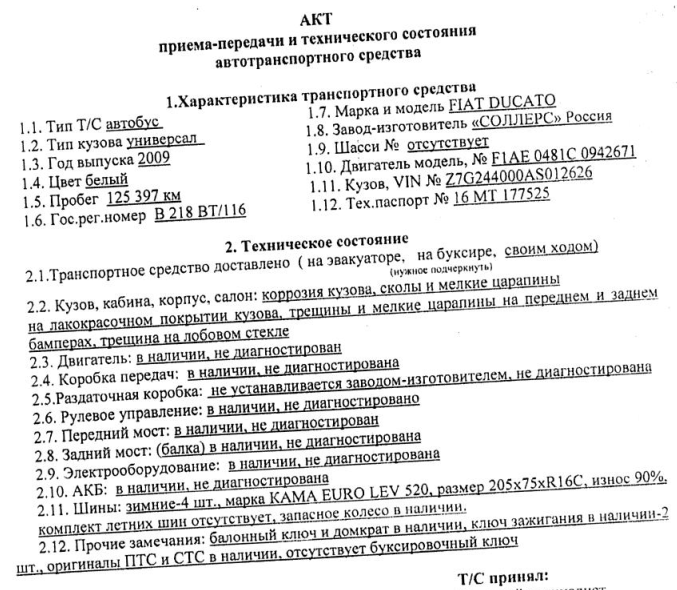 АКТ
приема-передачи и технического состояния
автотранспортного средства
1.Характеристика транспортного средства
1.1. Тип Т/С автобус
1.2. Тип кузова универсал
1.3. Год выпуска 2009
1.4. Цвет белый
1.5. Пробег 125 397 км
1.6. Гос.рег.номер В 218 ВТ/116
1.7. Марка и модель FIAT DUCATO
1.8. Завод-изготовитель «СОЛЛЕРС» Россия
1.9. Шасси № отсутствует
1.10. Двигатель модель, № F1AE 0481C 0942671
1.11. Кузов, VIN № Z7G244000AS012626
1.12. Тех.паспорт № 16 МТ 177525
2. Техническое состояние
2.1.Транспортное средство доставлено ( на эвакуаторе, на буксире, своим ходом)
(нужное подчеркнуть)
2.2. Кузов, кабина, корпус, салон: коррозия кузова, сколы и мелкие царапины
на лакокрасочном покрытии кузова, трещины и мелкие царапины на переднем и заднем
бамперах, трещина на лобовом стекле
2.3. Двигатель: в наличии, не диагностирован
2.4. Коробка передач: в наличии, не диагностирована
2.5.Раздаточная коробка: не устанавливается заводом-изготовителем, не диагностирована
2.6. Рулевое управление: в наличии, не диагностировано
2.7. Передний мост: в наличии, не диагностирован
2.8. Задний мост: (балка) в наличии, не диагностирована
2.9. Электрооборудование: в наличии, не диагностирована
2.10. АКБ: в наличии, не диагностирована
2.11. Шины: зимние-4 шт., марка KAMA EURO LEV 520, размер 205х75хR16C, износ 90%,
комплект летних шин отсутствует, запасное колесо в наличии.
2.12. Прочие замечания: балонный ключ и домкрат в наличии, ключ зажигания в наличии-2
шт., оригиналы ПТС и СТС в наличии, отсутствует буксировочный ключ
Т/С принял: